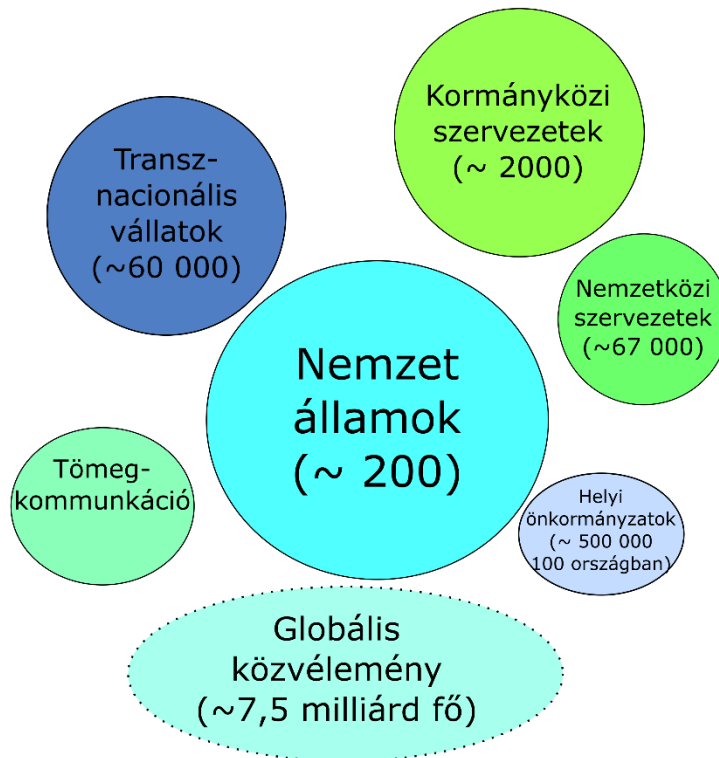 Kormányközi
szervezetek
(~ 2000)
Transz-
nacionális
vállatok
(~60 000)
Nemzetközi
szervezetek
(~67 000)
Nemzet
államok
(~ 200)
Tömeg-
kommunkáció
Helyi
önkormányzatok
(~ 500 000
100 országban)
Globális
közvélemény
(~7,5 milliárd fő)